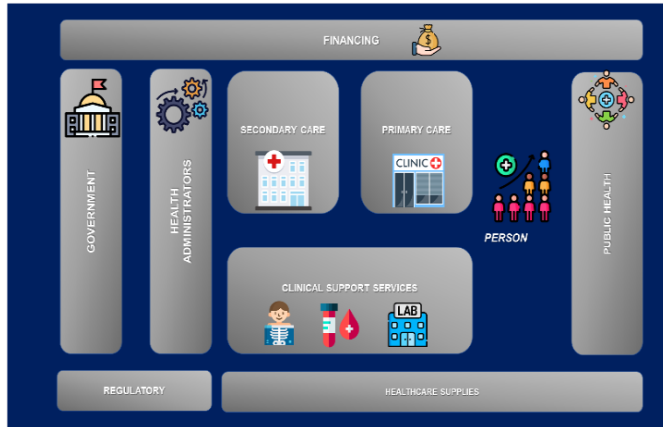 FINANCING
GOVERNMENT
HEALTH
ADMINISTRATORS
SECONDARY CARE
PRIMARY CARE
CLINIC
PERSON
PUBLIC HEALTH
CLINICAL SUPPORT SERVICES
LAB
REGULATORY
HEALTHCARE SUPPLIES